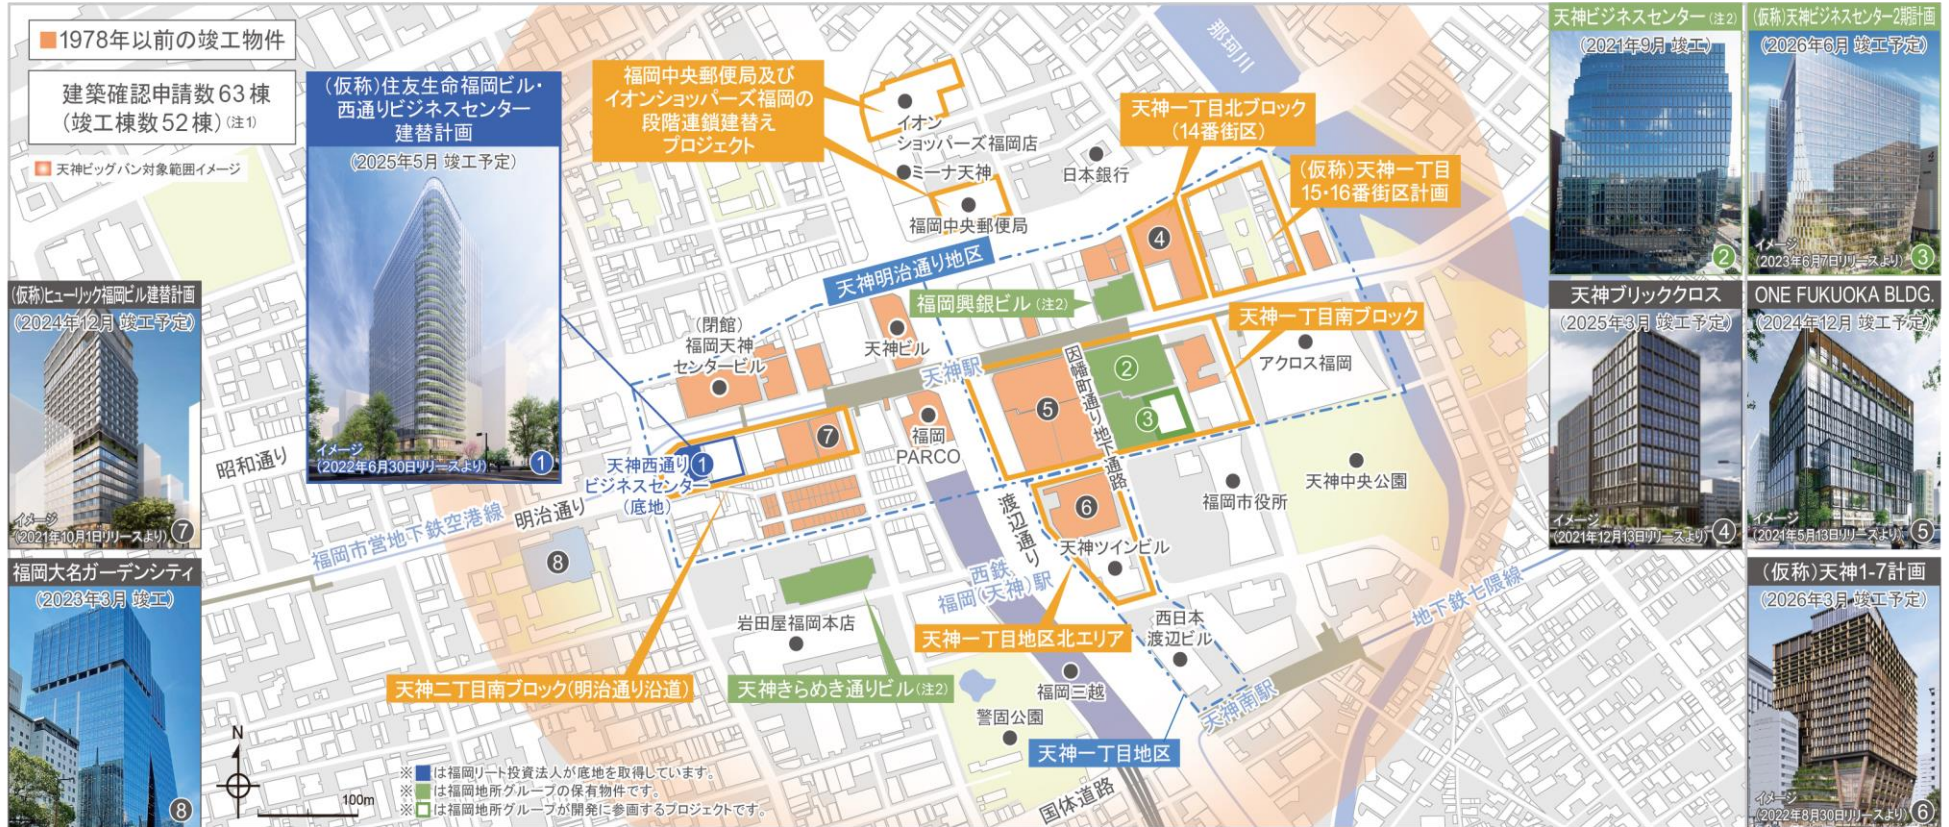 ■1978年以前の竣工物件
建築確認申請数63棟
(竣工棟数52棟)(注1)
天神ビッグバン対象範囲イメージ
(仮称)住友生命福岡ビル・
西通りビジネスセンター
建替計画
(2025年5月 竣工予定)
イメージ
(2022年6月30日リリースより)
①
(仮称)ヒューリック福岡ビル建替計画
(2024年12月 竣工予定)
イメージ
(2021年10月1日リリースより)
⑦
福岡大名ガーデンシティ
(2023年3月 竣工)
⑧
福岡中央郵便局及び
イオンショッパーズ福岡の
段階連鎖建替え
プロジェクト
イオン
ショッパーズ福岡店
ミーナ天神
福岡中央郵便局
日本銀行
那珂川
天神一丁目北ブロック
(14番街区)
(仮称)天神一丁目
15・16番街区計画
④
天神明治通り地区
福岡興銀ビル(注2)
天神一丁目南ブロック
アクロス福岡
(閉館)
福岡天神
センタービル
天神ビル
天神駅
因幡町通り地下通路
②
③
⑤
⑦
福岡
PARCO
天神西通り
ビジネスセンター
(底地)
①
昭和通り
明治通り
福岡市営地下鉄空港線
⑧
渡辺通り
⑥
天神ツインビル
福岡市役所
天神中央公園
西鉄
福岡(天神)駅
岩田屋福岡本店
天神一丁目地区北エリア
西日本
渡辺ビル
地下鉄七隈線
天神二丁目南ブロック(明治通り沿道)
天神きらめき通りビル(注2)
福岡三越
天神南駅
警固公園
天神一丁目地区
国体道路
N
100m
※■は福岡リート投資法人が底地を取得しています。
※■は福岡地所グループの保有物件です。
※□は福岡地所グループが開発に参画するプロジェクトです。
天神ビジネスセンター(注2)
(2021年9月 竣工)
②
(仮称)天神ビジネスセンター2期計画
(2026年6月 竣工予定)
イメージ
(2023年6月7日リリースより)
③
天神ブリッククロス
(2025年3月 竣工予定)
イメージ
(2021年12月13日リリースより)
④
ONE FUKUOKA BLDG.
(2024年12月 竣工予定)
イメージ
(2021年5月13日リリースより)
⑤
(仮称)天神1-7計画
(2026年3月 竣工予定)
イメージ
(2022年8月30日リリースより)
⑥